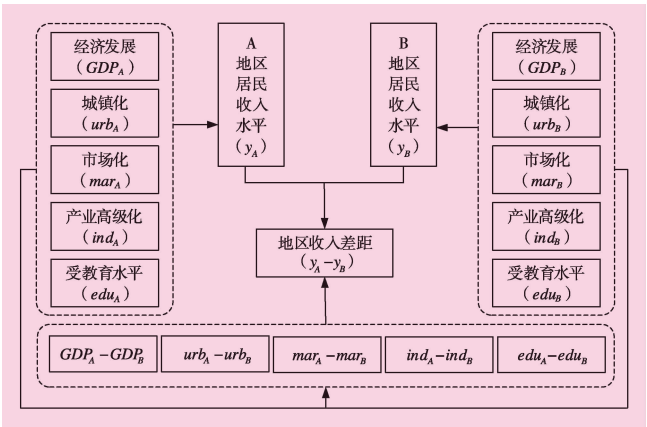 经济发展
（GDP_A）
城镇化
（urb_A）
市场化
（mar_A）
产业高级化
（ind_A）
受教育水平
（edu_A）
A
地区
居民
收入
水平
（y_A）
B
地区
居民
收入
水平
（y_B）
经济发展
（GDP_B）
城镇化
（urb_B）
市场化
（mar_B）
产业高级化
（ind_B）
受教育水平
（edu_B）
地区收入差距
（y_A-y_B）
GDP_A-GDP_B
urb_A-urb_B
mar_A-mar_B
ind_A-ind_B
edu_A-edu_B